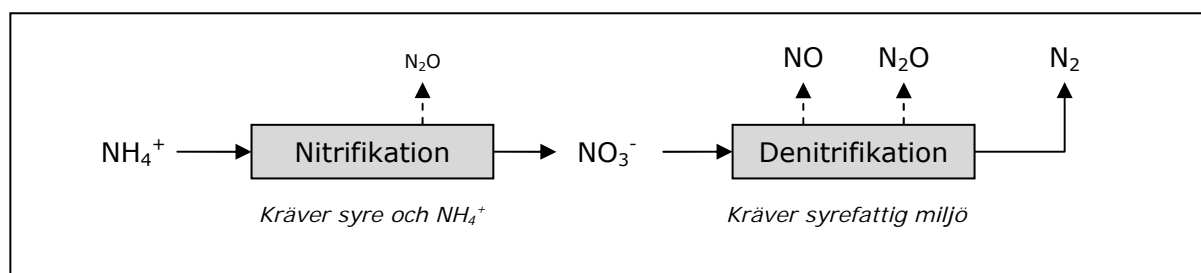 N₂O NO N₂O N₂
NH₄⁺ Nitrifikation NO₃⁻ Denitrifikation
Kräver syre och NH₄⁺ Kräver syrefattig miljö